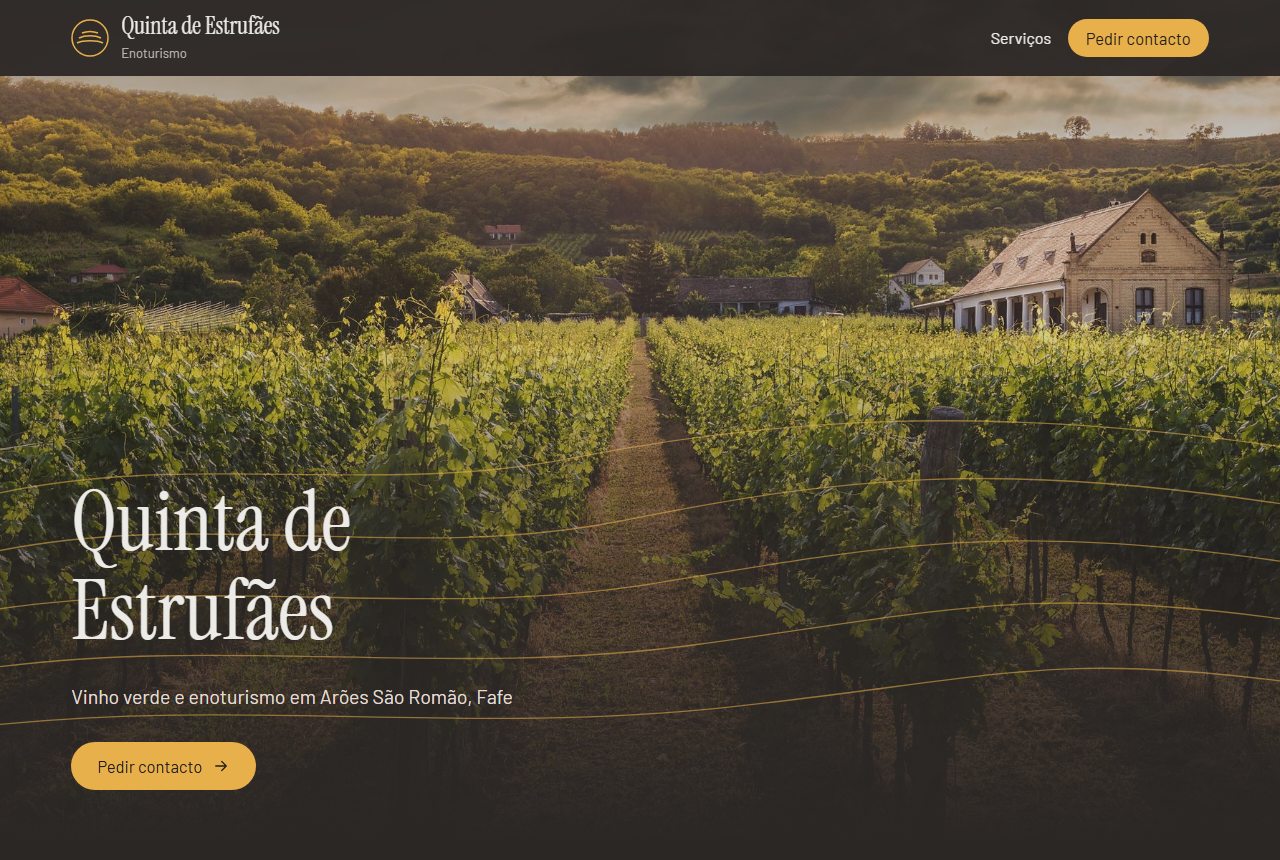 Quinta de Estrufães
Enoturismo
Serviços
Pedir contacto
Quinta de
Estrufães
Vinho verde e enoturismo em Arões São Romão, Fafe
Pedir contacto